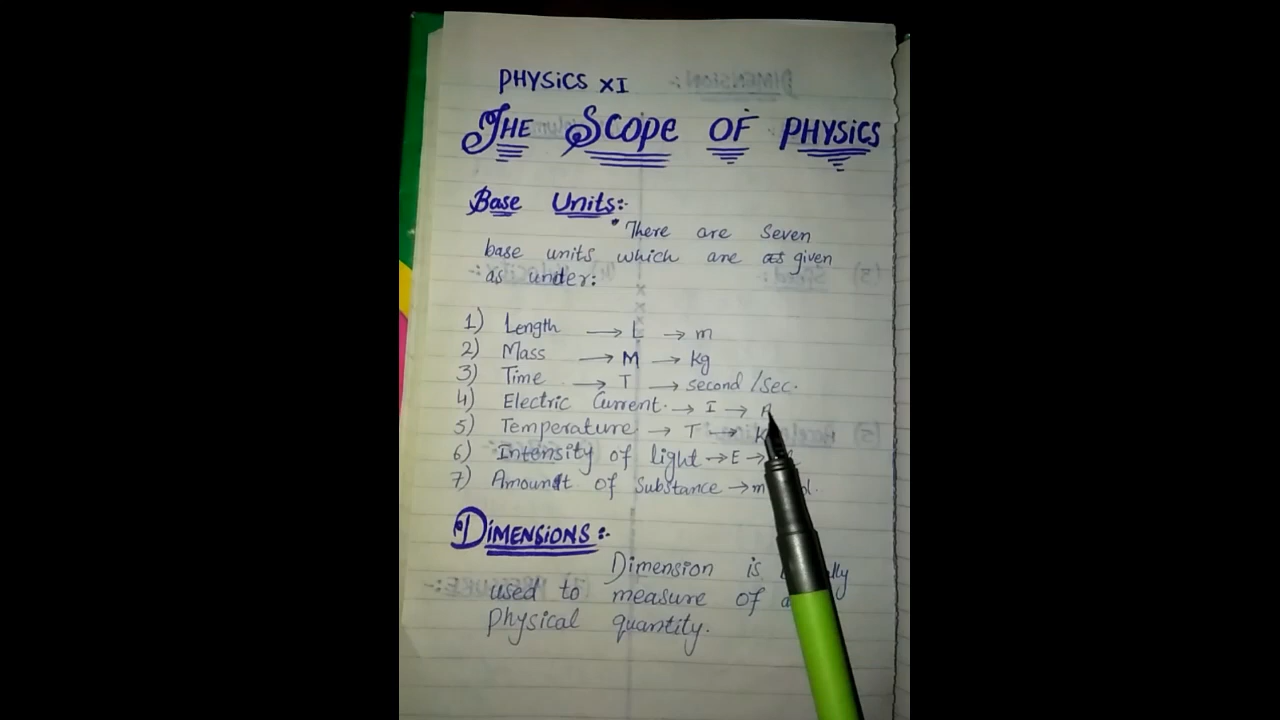 PHYSICS XI
THE SCOPE OF PHYSICS
Base Units:-
There are seven
base units which are as given
as under:
1) Length → L → m
2) Mass → M → kg
3) Time → T → second /sec.
4) Electric Current. → I → A
5) Temperature → T → K
6) Intensity of light → E →
7) Amount of Substance →
DIMENSIONS:-
Dimension is
used to measure of
physical quantity.